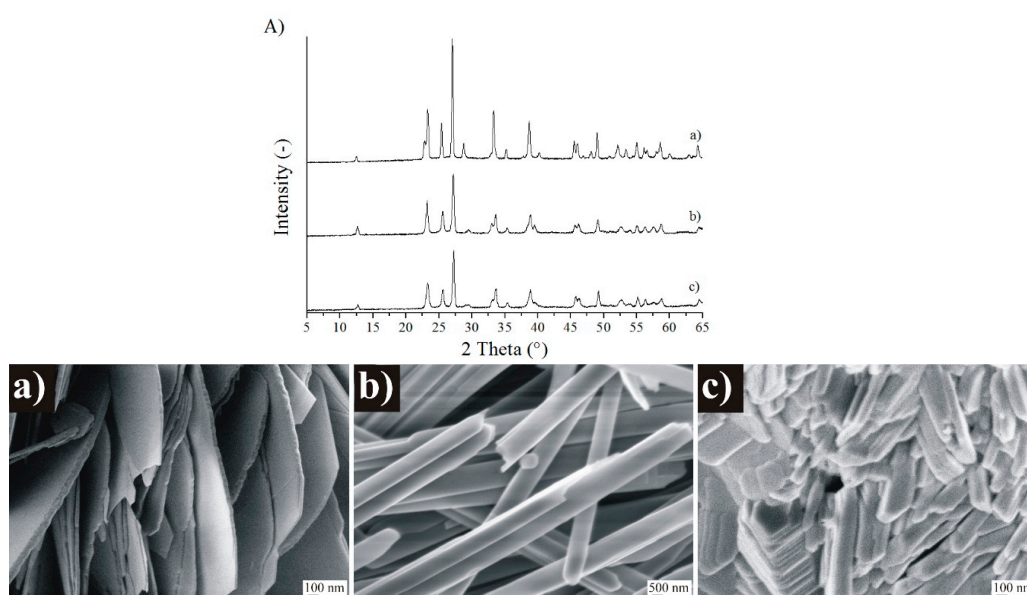 A)
Intensity (-)
a)
b)
c)
5 10 15 20 25 30 35 40 45 50 55 60 65
2 Theta (°)
a) b) c)
100 nm 500 nm 100 nm